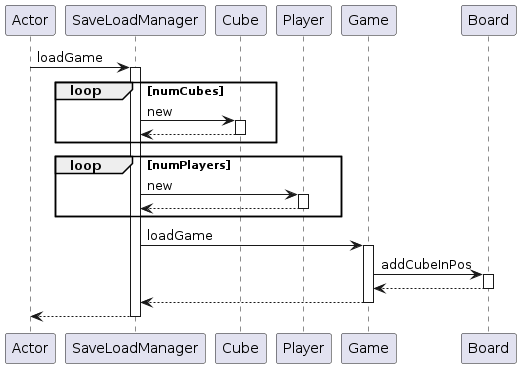 Actor SaveLoadManager Cube Player Game Board
loadGame
loop [numCubes]
new
loop [numPlayers]
new
loadGame
addCubeInPos
Actor SaveLoadManager Cube Player Game Board